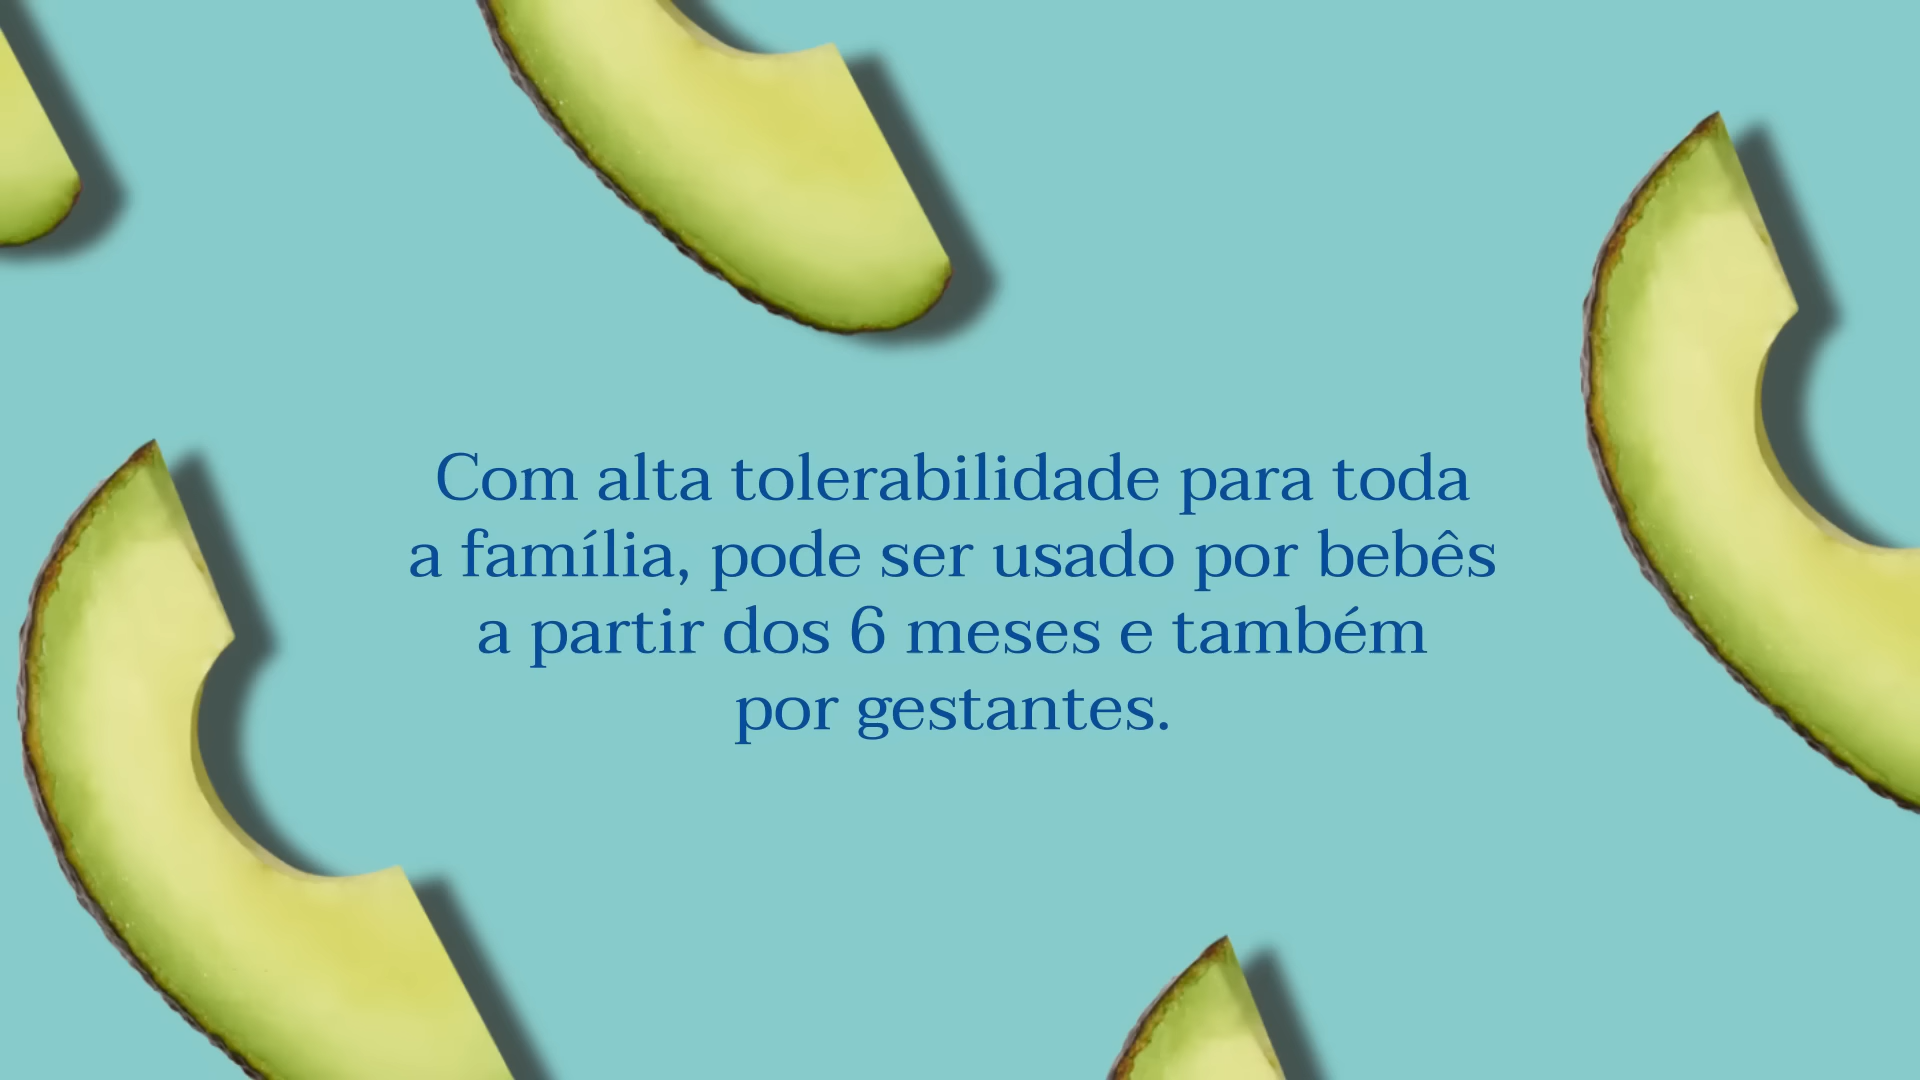 Com alta tolerabilidade para toda
a família, pode ser usado por bebês
a partir dos 6 meses e também
por gestantes.